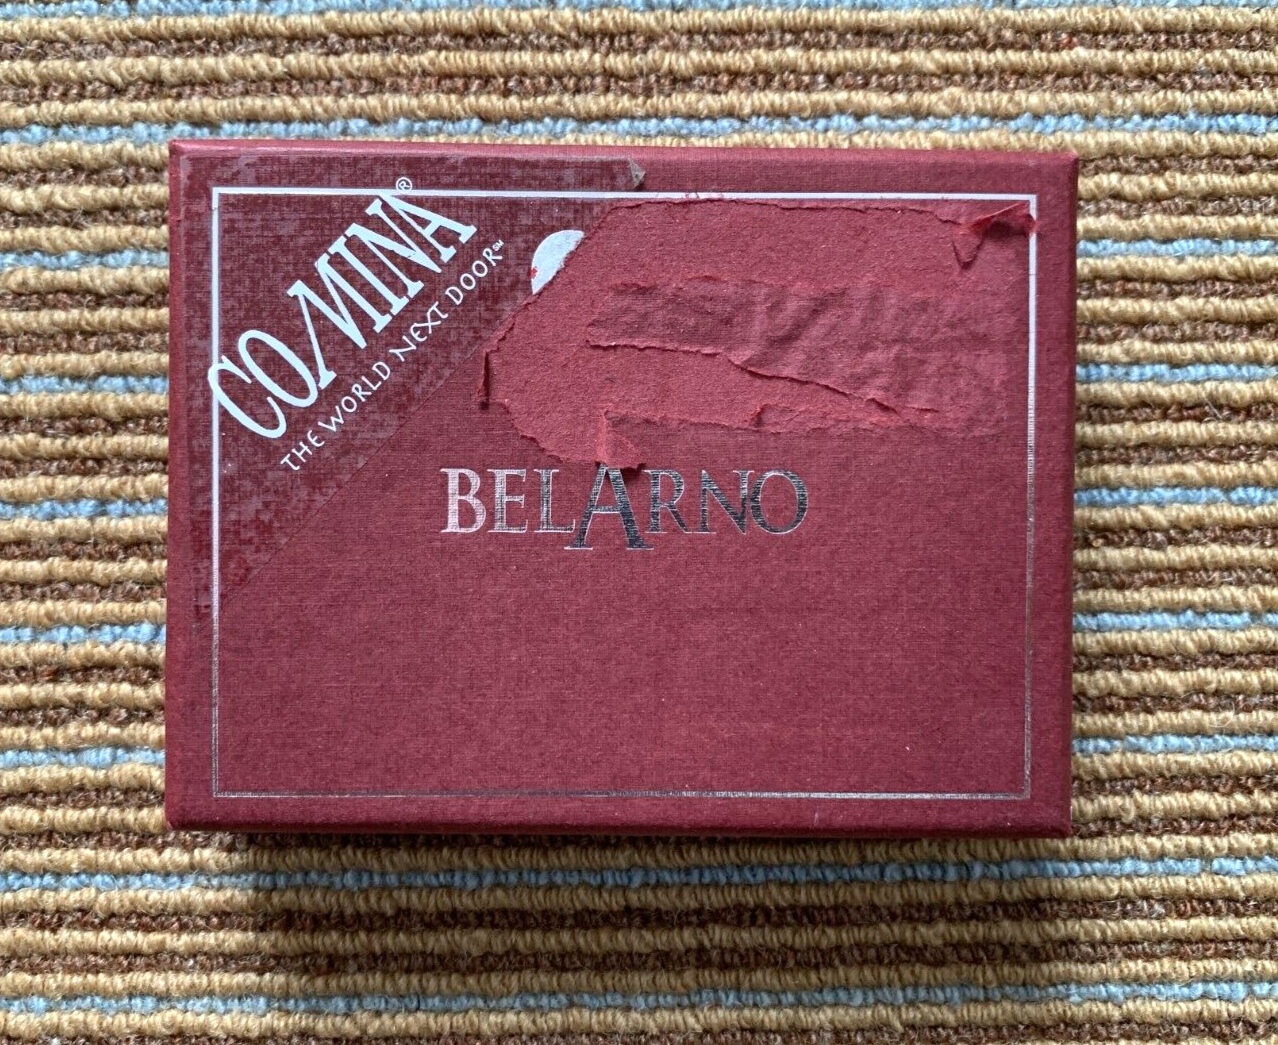 COMINA®
THE WORLD NEXT DOOR℠
BELARNO